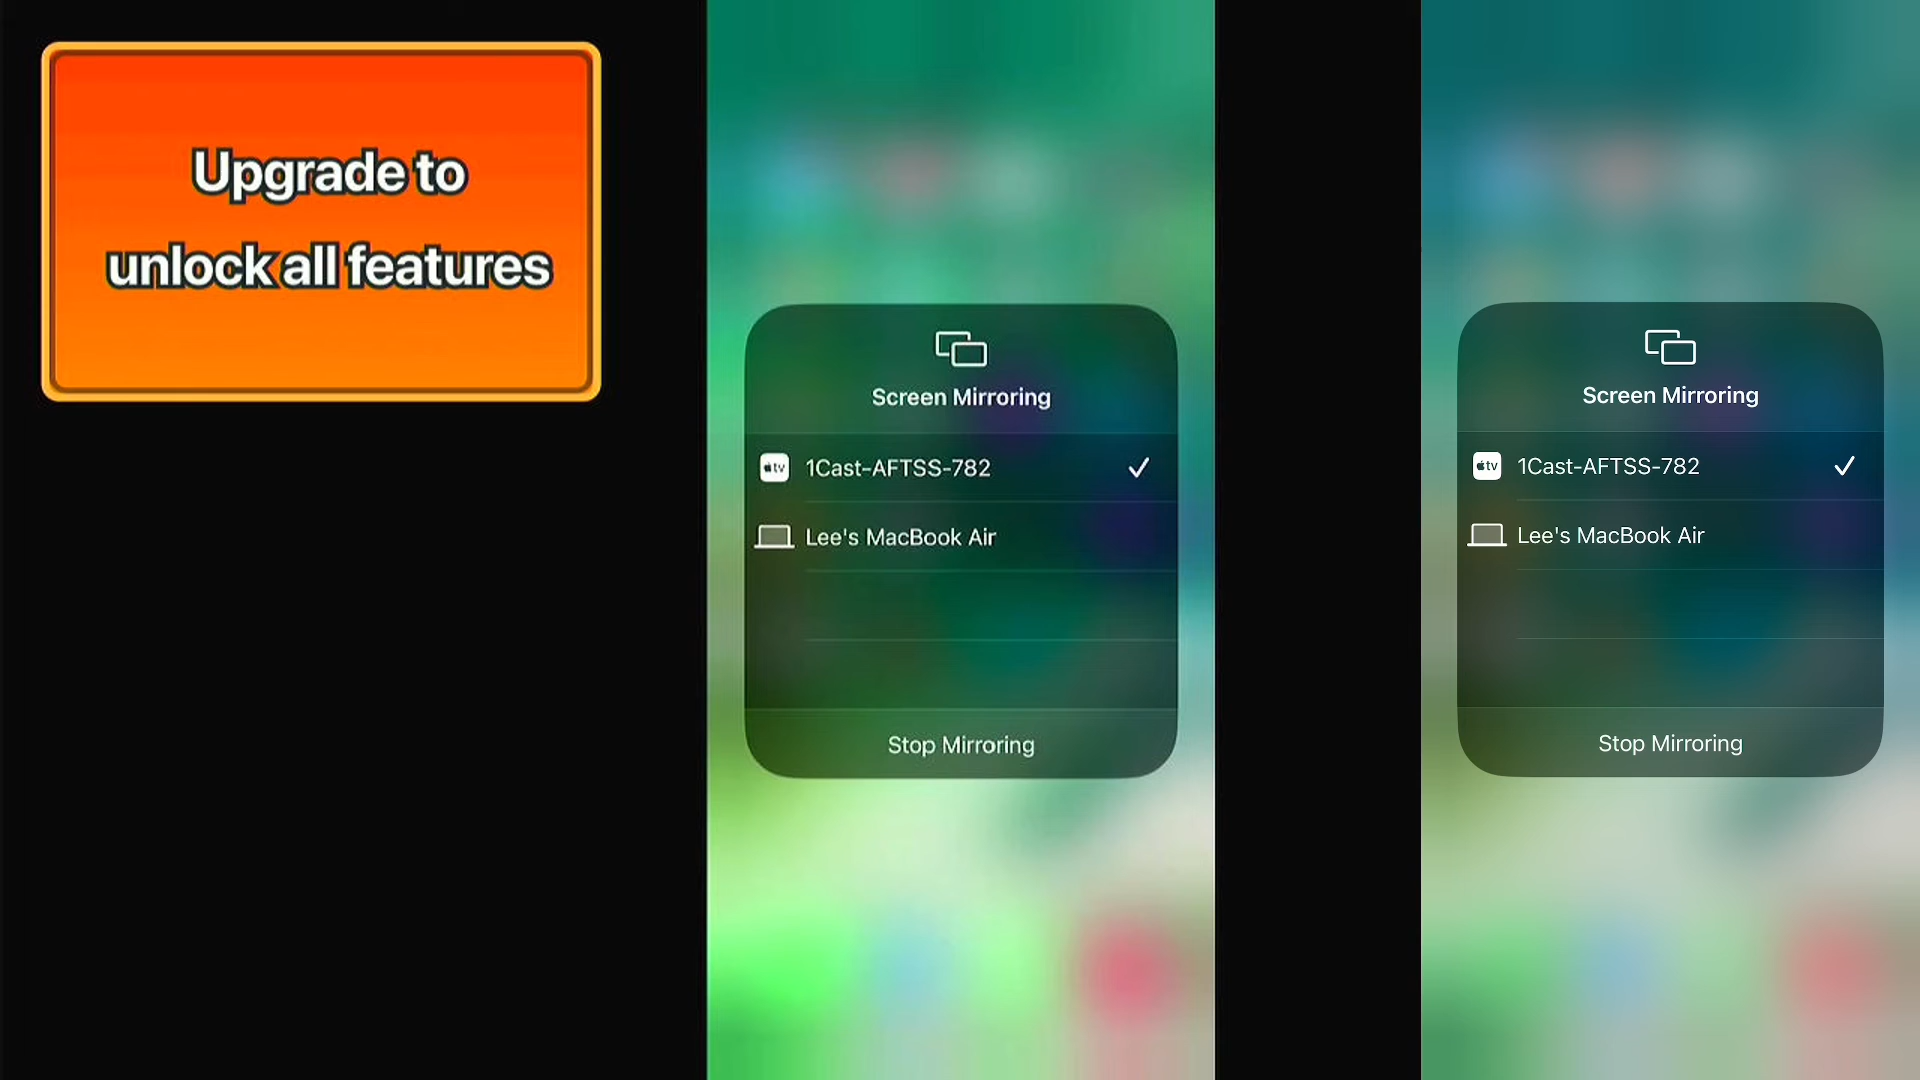 Upgrade to
unlock all features
Screen Mirroring
tv 1Cast-AFTSS-782
Lee's MacBook Air
Stop Mirroring
Screen Mirroring
tv 1Cast-AFTSS-782
Lee's MacBook Air
Stop Mirroring